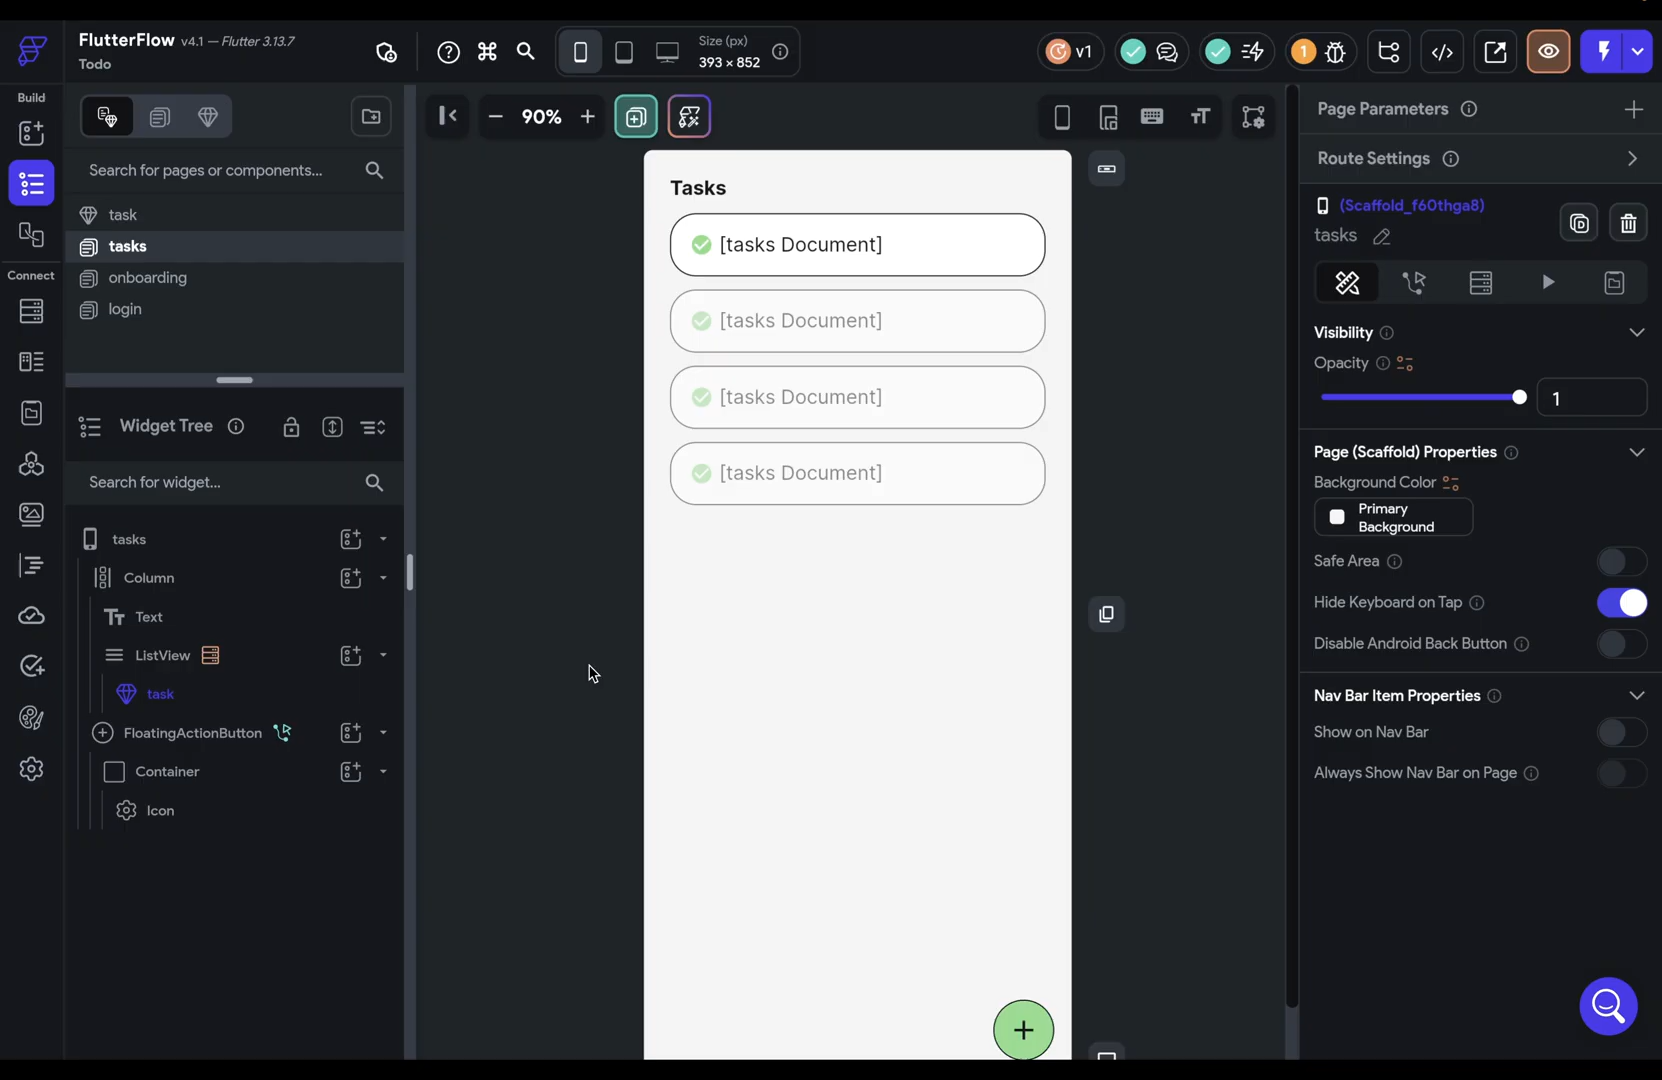 FlutterFlow v4.1 — Flutter 3.13.7
Todo
Size (px)
393 × 852
v1
1
Build
Connect
Search for pages or components...
task
tasks
onboarding
login
Widget Tree
Search for widget...
tasks
Column
Text
ListView
task
FloatingActionButton
Container
Icon
90%
Tasks
[tasks Document]
[tasks Document]
[tasks Document]
[tasks Document]
Page Parameters
Route Settings
(Scaffold_f60thga8)
tasks
Visibility
Opacity
1
Page (Scaffold) Properties
Background Color
Primary
Background
Safe Area
Hide Keyboard on Tap
Disable Android Back Button
Nav Bar Item Properties
Show on Nav Bar
Always Show Nav Bar on Page